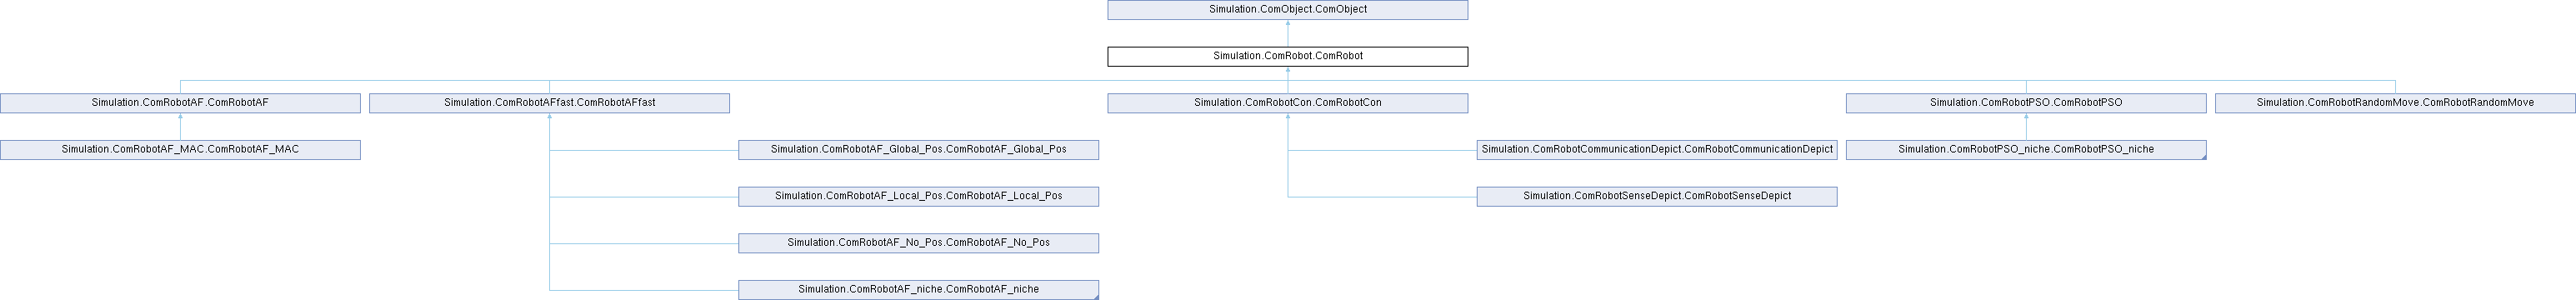 Simulation.ComObject.ComObject
Simulation.ComRobot.ComRobot
Simulation.ComRobotAF.ComRobotAF
Simulation.ComRobotAFfast.ComRobotAFfast
Simulation.ComRobotCon.ComRobotCon
Simulation.ComRobotPSO.ComRobotPSO
Simulation.ComRobotRandomMove.ComRobotRandomMove
Simulation.ComRobotAF_MAC.ComRobotAF_MAC
Simulation.ComRobotAF_Global_Pos.ComRobotAF_Global_Pos
Simulation.ComRobotCommunicationDepict.ComRobotCommunicationDepict
Simulation.ComRobotPSO_niche.ComRobotPSO_niche
Simulation.ComRobotAF_Local_Pos.ComRobotAF_Local_Pos
Simulation.ComRobotSenseDepict.ComRobotSenseDepict
Simulation.ComRobotAF_No_Pos.ComRobotAF_No_Pos
Simulation.ComRobotAF_niche.ComRobotAF_niche